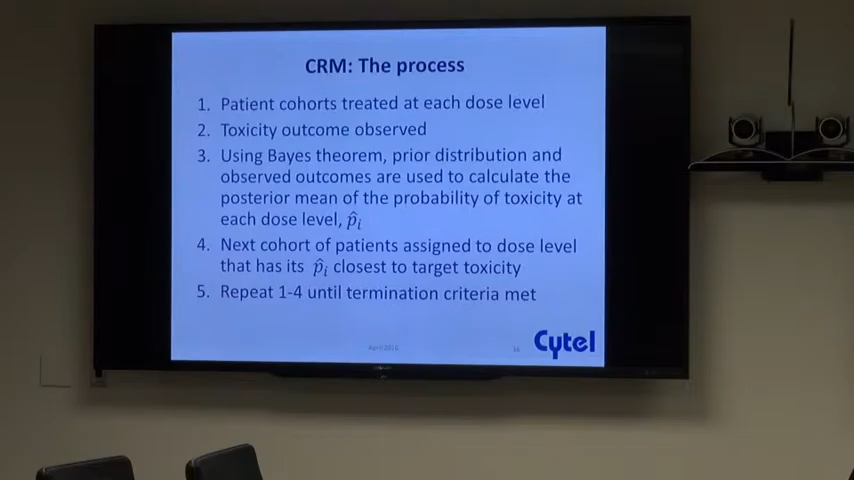 CRM: The process
1. Patient cohorts treated at each dose level
2. Toxicity outcome observed
3. Using Bayes theorem, prior distribution and
observed outcomes are used to calculate the
posterior mean of the probability of toxicity at
each dose level, p̂ᵢ
4. Next cohort of patients assigned to dose level
that has its p̂ᵢ closest to target toxicity
5. Repeat 1-4 until termination criteria met
April 2016
16
Cytel